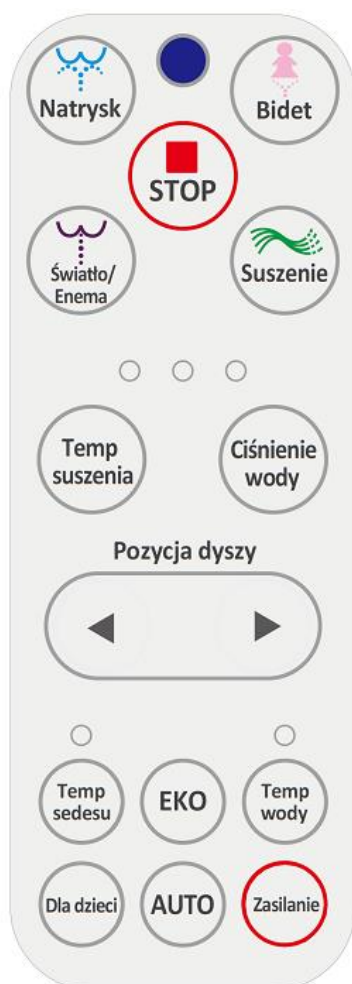 Natrysk
Bidet
STOP
Światło/
Enema
Suszenie
Temp
suszenia
Ciśnienie
wody
Pozycja dyszy
Temp
sedesu
EKO
Temp
wody
Dla dzieci
AUTO
Zasilanie